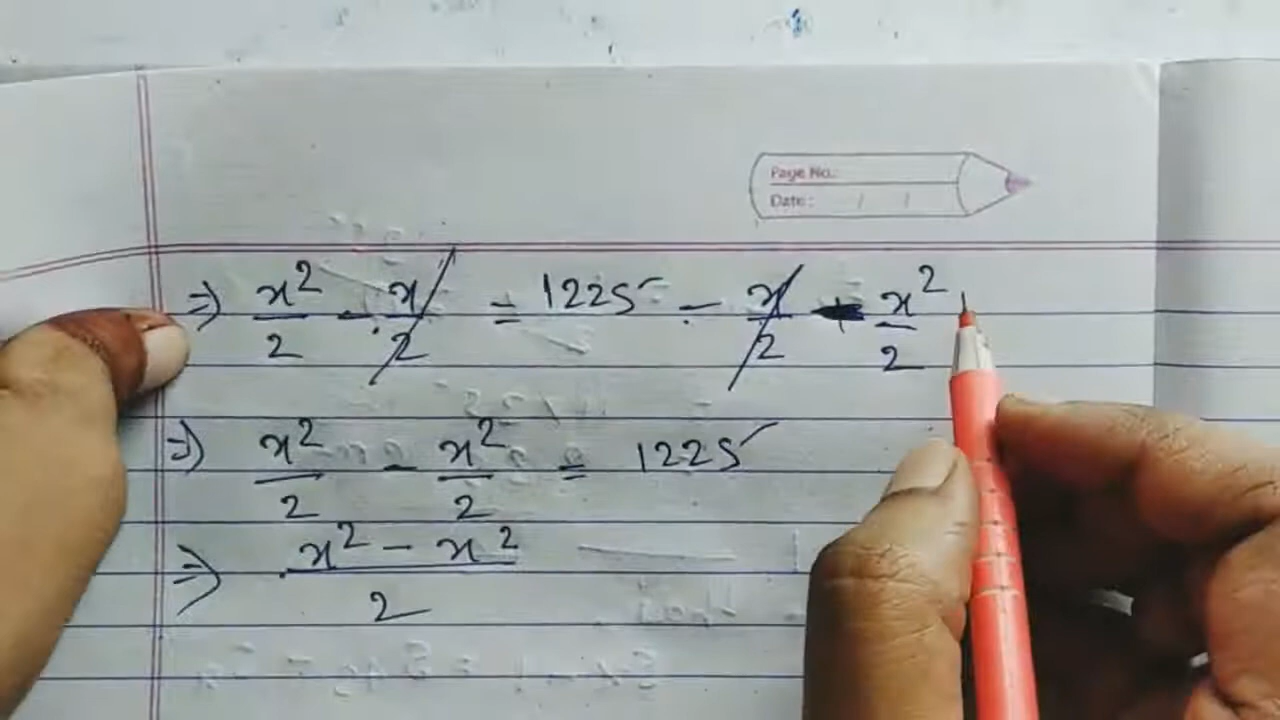 Page No.:
Date: / /
⇒) x²/2 - x/2 = 1225 - x/2 + x²/2
⇒) x²/2 - x²/2 = 1225
⇒) x² - x²/2